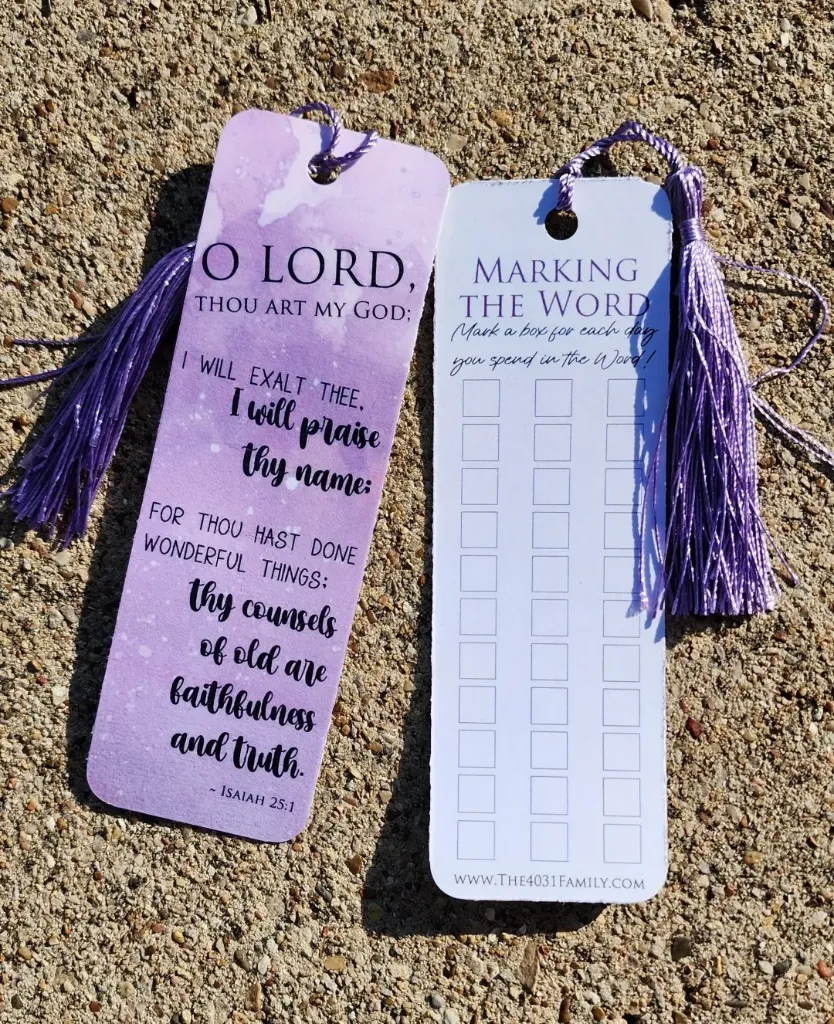 O LORD,
THOU ART MY GOD;
I WILL EXALT THEE,
I will praise
thy name;
FOR THOU HAST DONE
WONDERFUL THINGS;
thy counsels
of old are
faithfulness
and truth.
~ ISAIAH 25:1
MARKING
THE WORD
Mark a box for each day
you spend in the Word!
WWW.THE4031FAMILY.COM